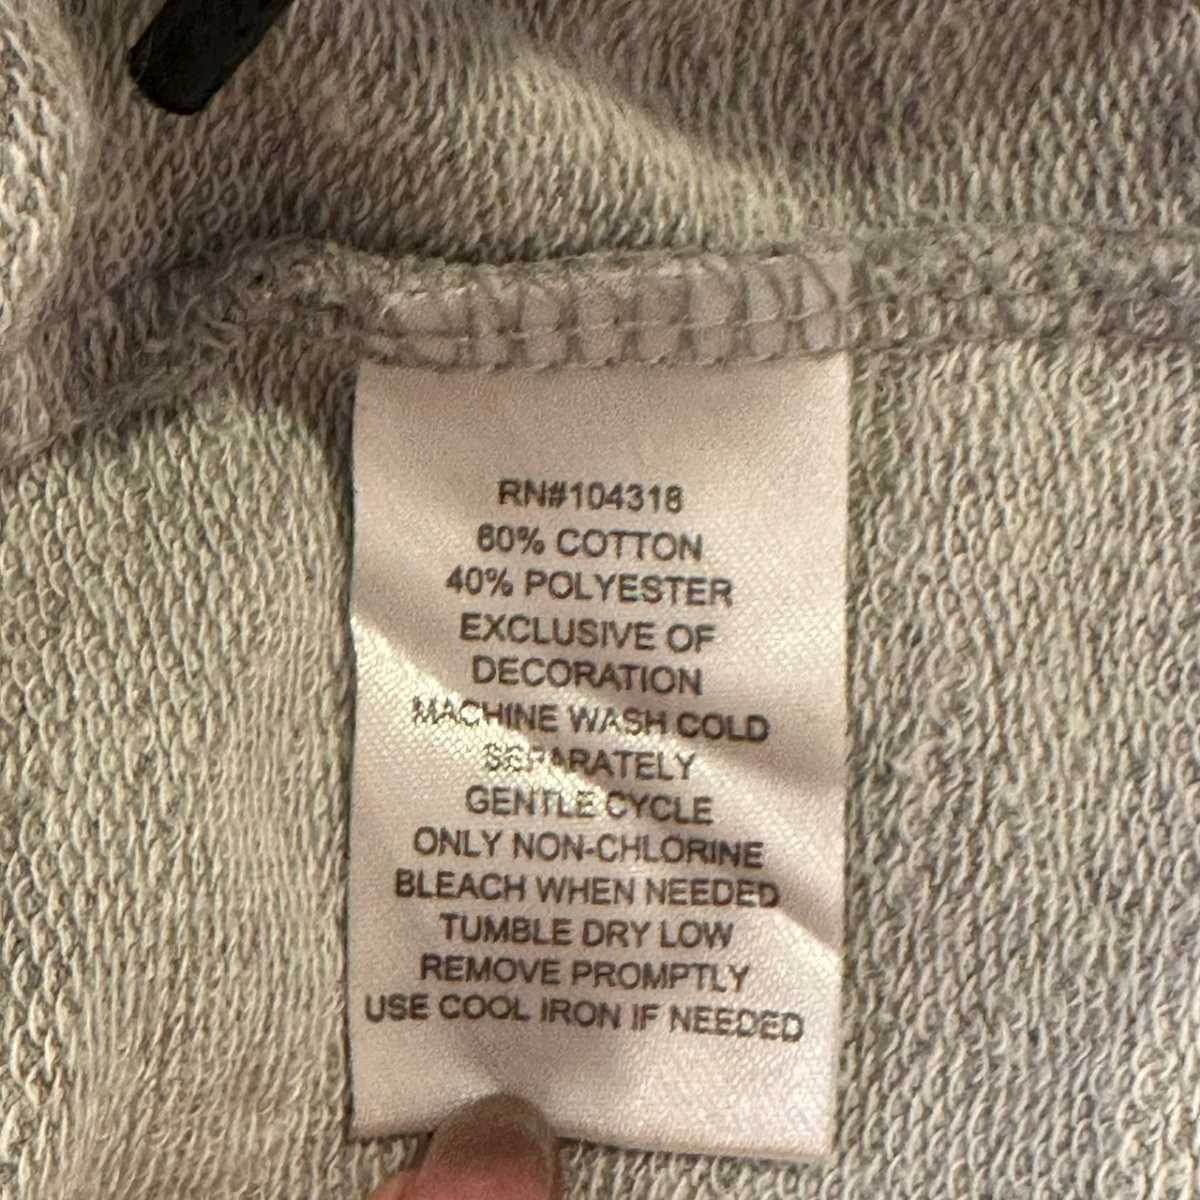 RN#104318
60% COTTON
40% POLYESTER
EXCLUSIVE OF
DECORATION
MACHINE WASH COLD
SEPARATELY
GENTLE CYCLE
ONLY NON-CHLORINE
BLEACH WHEN NEEDED
TUMBLE DRY LOW
REMOVE PROMPTLY
USE COOL IRON IF NEEDED